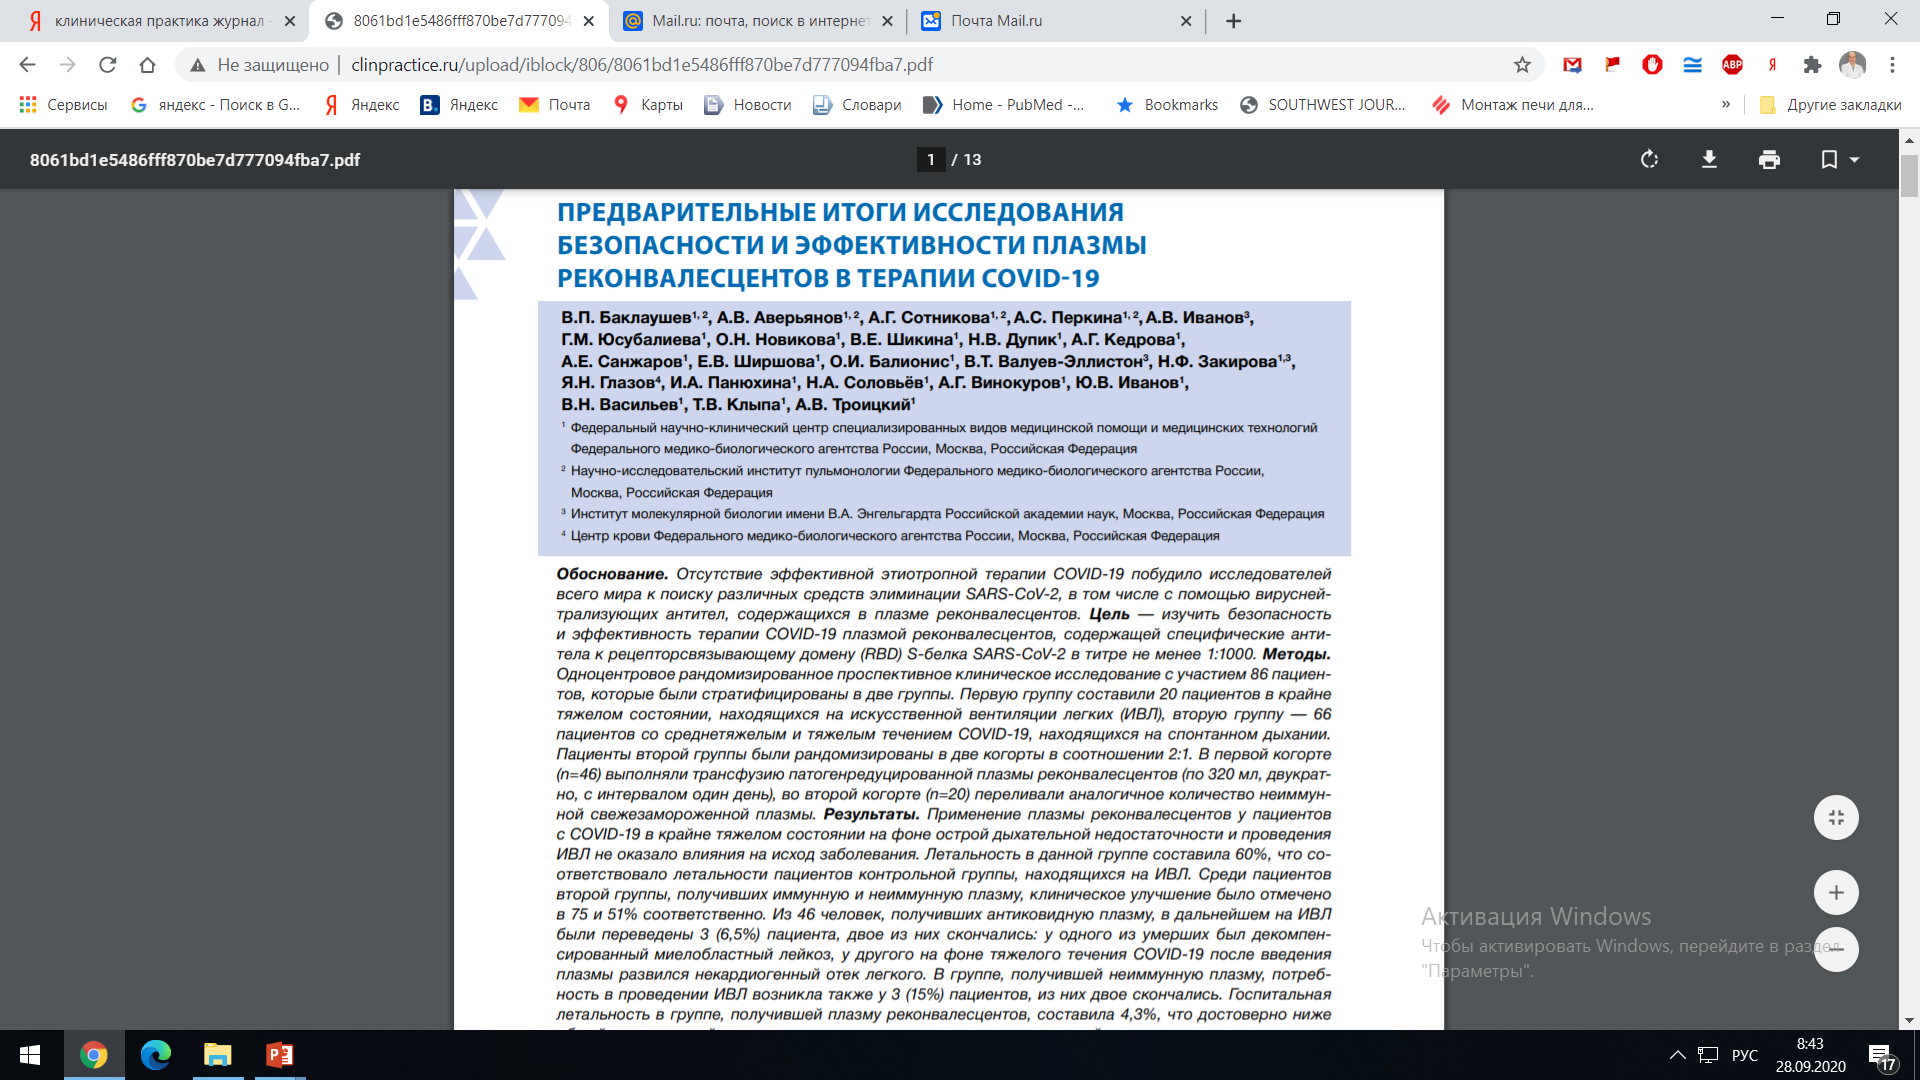 клиническая практика журнал -
8061bd1e5486fff870be7d777094
Mail.ru: почта, поиск в интернет
Почта Mail.ru
Не защищено | clinpractice.ru/upload/iblock/806/8061bd1e5486fff870be7d777094fba7.pdf
Сервисы
яндекс - Поиск в G...
Яндекс
Яндекс
Почта
Карты
Новости
Словари
Home - PubMed -...
Bookmarks
SOUTHWEST JOUR...
Монтаж печи для...
»
Другие закладки
8061bd1e5486fff870be7d777094fba7.pdf
1 / 13
ПРЕДВАРИТЕЛЬНЫЕ ИТОГИ ИССЛЕДОВАНИЯ
БЕЗОПАСНОСТИ И ЭФФЕКТИВНОСТИ ПЛАЗМЫ
РЕКОНВАЛЕСЦЕНТОВ В ТЕРАПИИ COVID-19
В.П. Баклаушев¹, ², А.В. Аверьянов¹, ², А.Г. Сотникова¹, ², А.С. Перкина¹, ², А.В. Иванов³,
Г.М. Юсубалиева¹, О.Н. Новикова¹, В.Е. Шикина¹, Н.В. Дупик¹, А.Г. Кедрова¹,
А.Е. Санжаров¹, Е.В. Ширшова¹, О.И. Балионис¹, В.Т. Валуев-Эллистон³, Н.Ф. Закирова¹,³,
Я.Н. Глазов⁴, И.А. Панюхина¹, Н.А. Соловьёв¹, А.Г. Винокуров¹, Ю.В. Иванов¹,
В.Н. Васильев¹, Т.В. Клыпа¹, А.В. Троицкий¹
¹ Федеральный научно-клинический центр специализированных видов медицинской помощи и медицинских технологий
Федерального медико-биологического агентства России, Москва, Российская Федерация
² Научно-исследовательский институт пульмонологии Федерального медико-биологического агентства России,
Москва, Российская Федерация
³ Институт молекулярной биологии имени В.А. Энгельгардта Российской академии наук, Москва, Российская Федерация
⁴ Центр крови Федерального медико-биологического агентства России, Москва, Российская Федерация
Обоснование. Отсутствие эффективной этиотропной терапии COVID-19 побудило исследователей
всего мира к поиску различных средств элиминации SARS-CoV-2, в том числе с помощью вирусней-
трализующих антител, содержащихся в плазме реконвалесцентов. Цель — изучить безопасность
и эффективность терапии COVID-19 плазмой реконвалесцентов, содержащей специфические анти-
тела к рецепторсвязывающему домену (RBD) S-белка SARS-CoV-2 в титре не менее 1:1000. Методы.
Одноцентровое рандомизированное проспективное клиническое исследование с участием 86 пациен-
тов, которые были стратифицированы в две группы. Первую группу составили 20 пациентов в крайне
тяжелом состоянии, находящихся на искусственной вентиляции легких (ИВЛ), вторую группу — 66
пациентов со среднетяжелым и тяжелым течением COVID-19, находящихся на спонтанном дыхании.
Пациенты второй группы были рандомизированы в две когорты в соотношении 2:1. В первой когорте
(n=46) выполняли трансфузию патогенредуцированной плазмы реконвалесцентов (по 320 мл, двукрат-
но, с интервалом один день), во второй когорте (n=20) переливали аналогичное количество неиммун-
ной свежезамороженной плазмы. Результаты. Применение плазмы реконвалесцентов у пациентов
с COVID-19 в крайне тяжелом состоянии на фоне острой дыхательной недостаточности и проведения
ИВЛ не оказало влияния на исход заболевания. Летальность в данной группе составила 60%, что со-
ответствовало летальности пациентов контрольной группы, находящихся на ИВЛ. Среди пациентов
второй группы, получивших иммунную и неиммунную плазму, клиническое улучшение было отмечено
в 75 и 51% соответственно. Из 46 человек, получивших антиковидную плазму, в дальнейшем на ИВЛ
были переведены 3 (6,5%) пациента, двое из них скончались: у одного из умерших был декомпен-
сированный миелобластный лейкоз, у другого на фоне тяжелого течения COVID-19 после введения
плазмы развился некардиогенный отек легкого. В группе, получившей неиммунную плазму, потреб-
ность в проведении ИВЛ возникла также у 3 (15%) пациентов, из них двое скончались. Госпитальная
летальность в группе, получившей плазму реконвалесцентов, составила 4,3%, что достоверно ниже
Активация Windows
Чтобы активировать Windows, перейдите в раздел
"Параметры".
РУС
8:43
28.09.2020
17